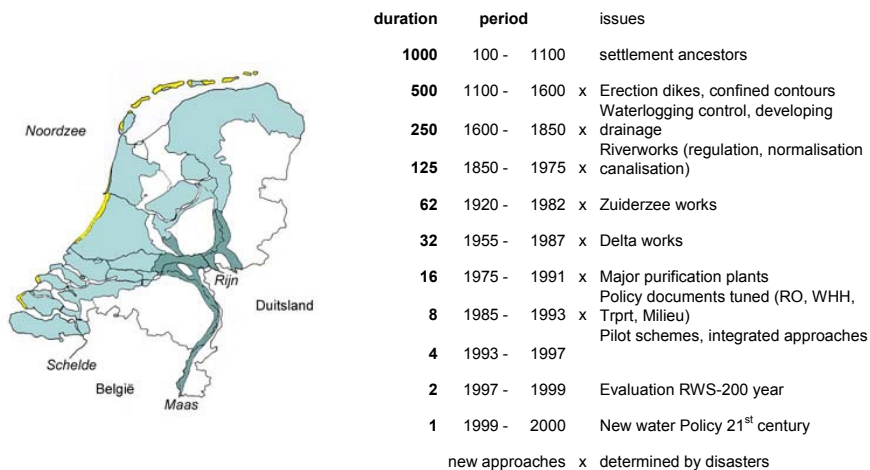 duration period issues
1000 100 - 1100 settlement ancestors
500 1100 - 1600 x Erection dikes, confined contours
Waterlogging control, developing
250 1600 - 1850 x drainage
Riverworks (regulation, normalisation
125 1850 - 1975 x canalisation)
62 1920 - 1982 x Zuiderzee works
32 1955 - 1987 x Delta works
16 1975 - 1991 x Major purification plants
Policy documents tuned (RO, WHH,
8 1985 - 1993 x Trprt, Milieu)
Pilot schemes, integrated approaches
4 1993 - 1997
2 1997 - 1999 Evaluation RWS-200 year
1 1999 - 2000 New water Policy 21st century
new approaches x determined by disasters
Noordzee
Rijn
Duitsland
Schelde
België
Maas